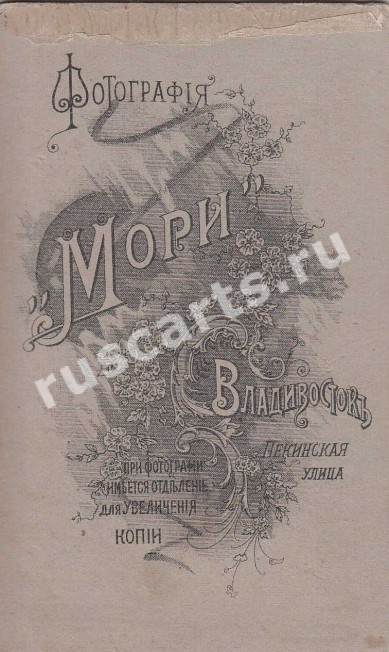 Фотографія
"Мори"
Владивостокъ
Пекинская
улица
при фотографіи
имѣется отдѣленіе
для увеличенія
копіи
ruscarts.ru